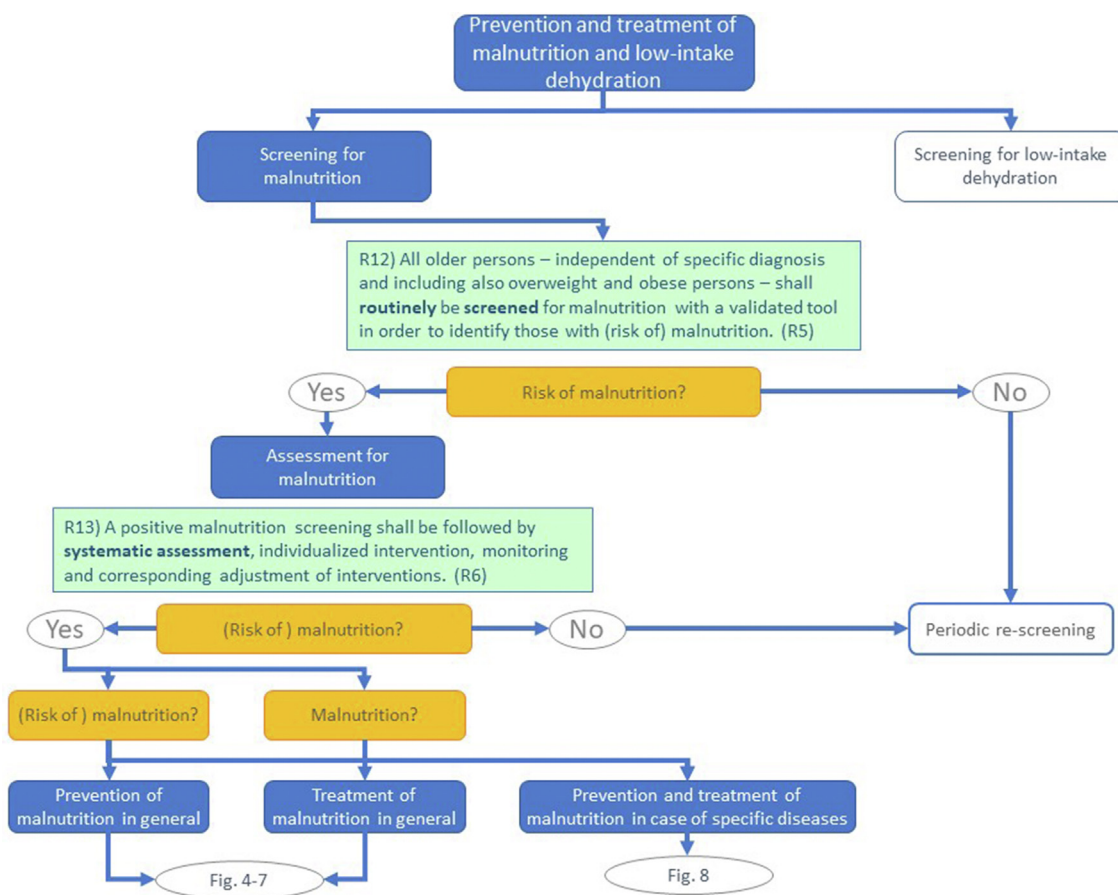 Prevention and treatment of
malnutrition and low-intake
dehydration
Screening for
malnutrition
Screening for low-intake
dehydration
R12) All older persons – independent of specific diagnosis
and including also overweight and obese persons – shall
routinely be screened for malnutrition with a validated tool
in order to identify those with (risk of) malnutrition. (R5)
Yes
Risk of malnutrition?
No
Assessment for
malnutrition
R13) A positive malnutrition screening shall be followed by
systematic assessment, individualized intervention, monitoring
and corresponding adjustment of interventions. (R6)
Yes
(Risk of ) malnutrition?
No
Periodic re-screening
(Risk of ) malnutrition?
Malnutrition?
Prevention of
malnutrition in general
Treatment of
malnutrition in general
Prevention and treatment of
malnutrition in case of specific diseases
Fig. 4-7
Fig. 8